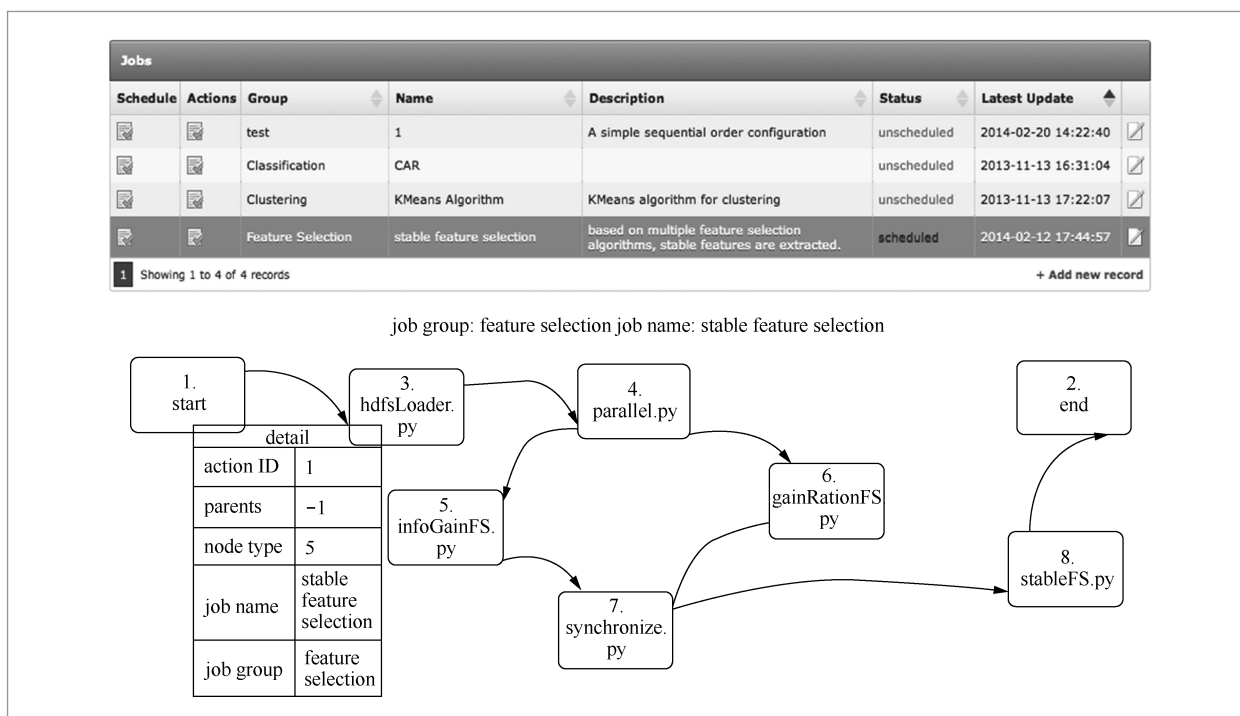 Jobs
Schedule Actions Group Name Description Status Latest Update
test 1 A simple sequential order configuration unscheduled 2014-02-20 14:22:40
Classification CAR unscheduled 2013-11-13 16:31:04
Clustering KMeans Algorithm KMeans algorithm for clustering unscheduled 2013-11-13 17:22:07
Feature Selection stable feature selection based on multiple feature selection
algorithms, stable features are extracted. scheduled 2014-02-12 17:44:57
1 Showing 1 to 4 of 4 records + Add new record
job group: feature selection job name: stable feature selection
1.
start
3.
hdfsLoader.
py
4.
parallel.py
2.
end
detail
action ID 1
parents −1
node type 5
job name stable
feature
selection
job group feature
selection
5.
infoGainFS.
py
6.
gainRationFS.
py
7.
synchronize.
py
8.
stableFS.py